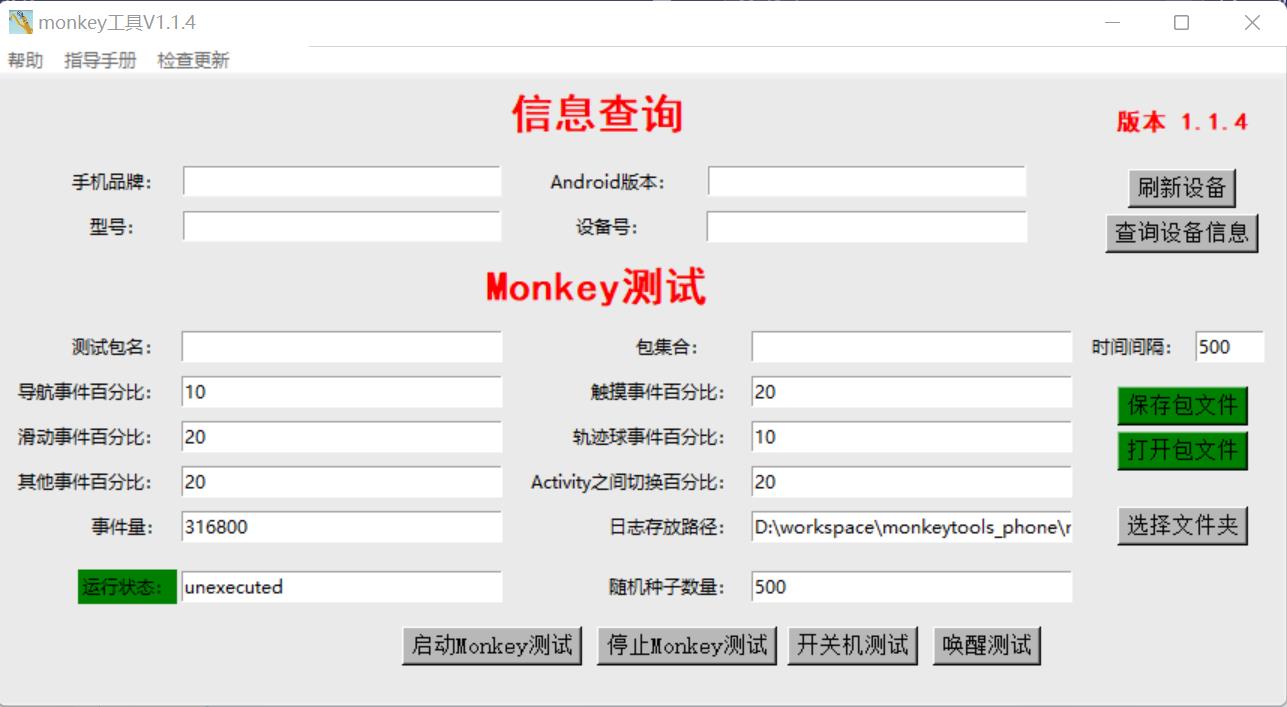 monkey工具V1.1.4
帮助 指导手册 检查更新
信息查询
版本 1.1.4
手机品牌： Android版本： 刷新设备
型号： 设备号： 查询设备信息
Monkey测试
测试包名： 包集合： 时间间隔： 500
导航事件百分比： 10 触摸事件百分比： 20 保存包文件
滑动事件百分比： 20 轨迹球事件百分比： 10 打开包文件
其他事件百分比： 20 Activity之间切换百分比： 20
事件量： 316800 日志存放路径： D:\workspace\monkeytools_phone\r 选择文件夹
运行状态： unexecuted 随机种子数量： 500
启动Monkey测试 停止Monkey测试 开关机测试 唤醒测试